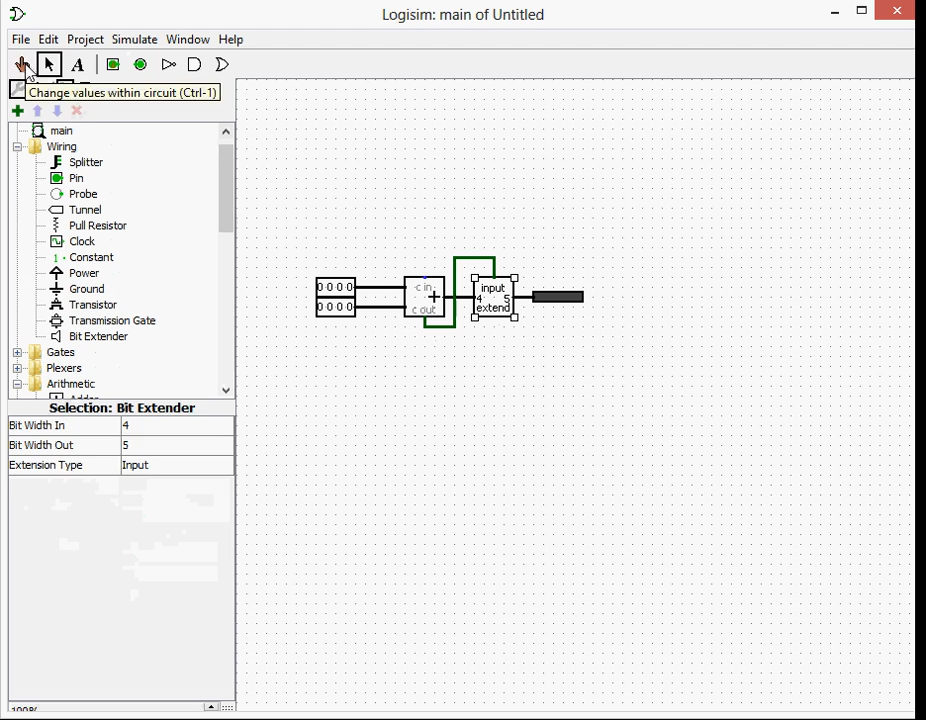 Logisim: main of Untitled
File Edit Project Simulate Window Help
A
Change values within circuit (Ctrl-1)
main
Wiring
Splitter
Pin
Probe
Tunnel
Pull Resistor
Clock
1 Constant
Power
Ground
Transistor
Transmission Gate
Bit Extender
Gates
Plexers
Arithmetic
Selection: Bit Extender
Bit Width In 4
Bit Width Out 5
Extension Type Input
100%
0 0 0 0
0 0 0 0
c in
+
c out
input
4 5
extend